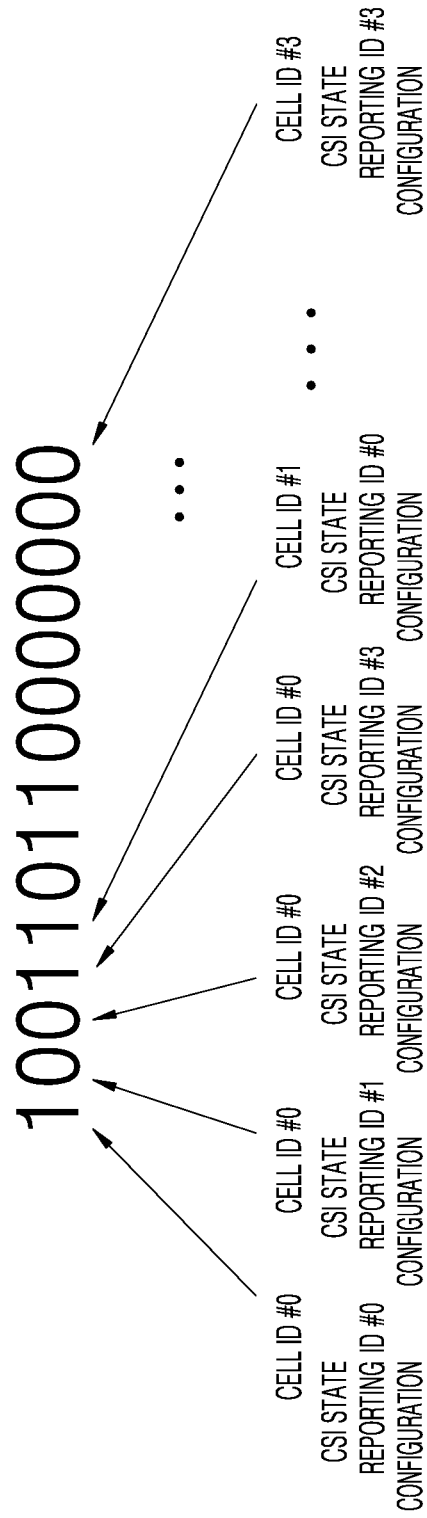 1001101100000000
CELL ID #0
CSI STATE
REPORTING ID #0
CONFIGURATION
CELL ID #0
CSI STATE
REPORTING ID #1
CONFIGURATION
CELL ID #0
CSI STATE
REPORTING ID #2
CONFIGURATION
CELL ID #0
CSI STATE
REPORTING ID #3
CONFIGURATION
CELL ID #1
CSI STATE
REPORTING ID #0
CONFIGURATION
CELL ID #3
CSI STATE
REPORTING ID #3
CONFIGURATION